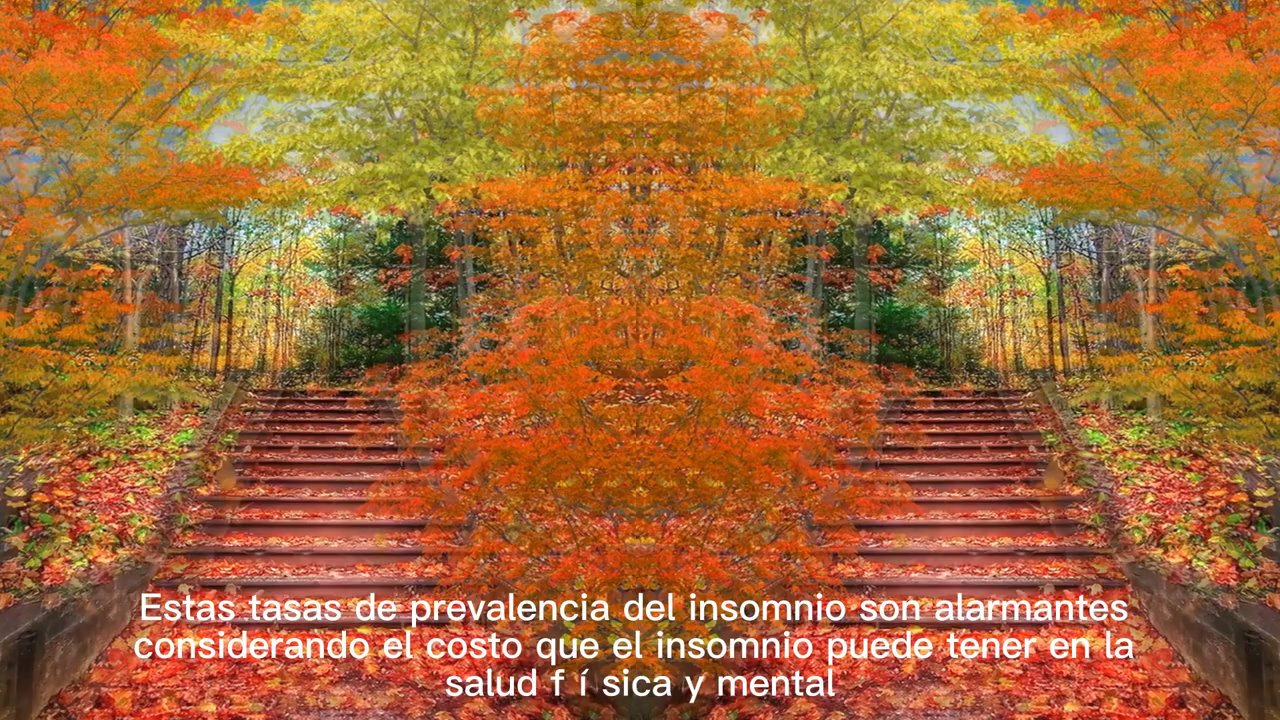 Estas tasas de prevalencia del insomnio son alarmantes
considerando el costo que el insomnio puede tener en la
salud f í sica y mental